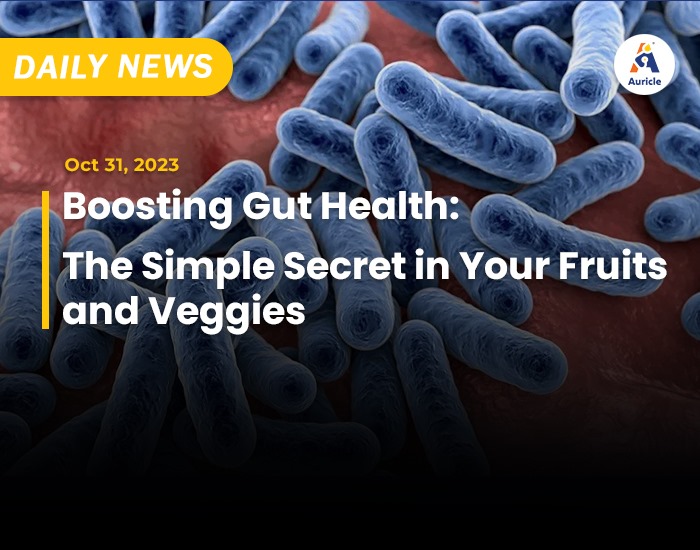 DAILY NEWS
Auricle
Oct 31, 2023
Boosting Gut Health:
The Simple Secret in Your Fruits
and Veggies